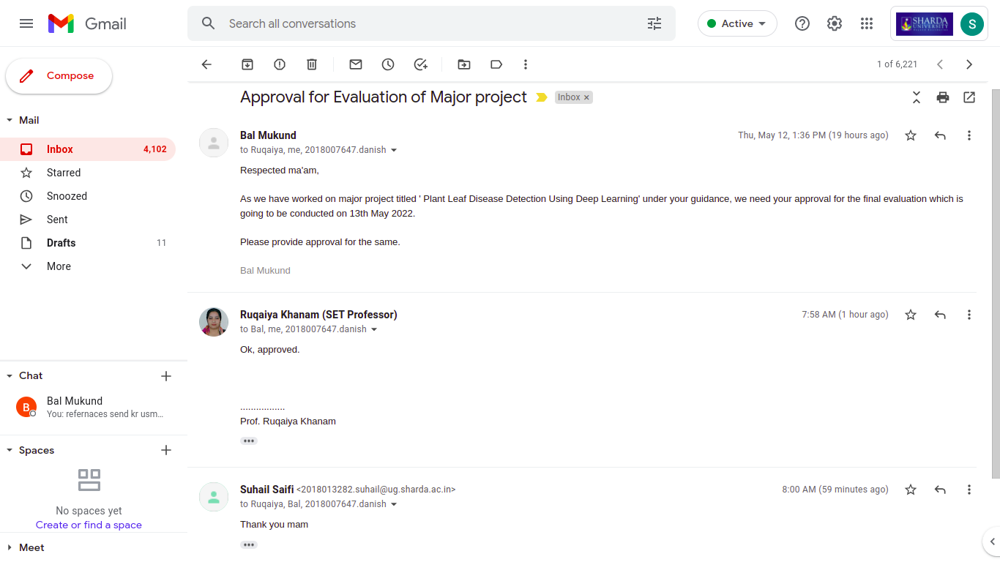 Gmail
Search all conversations
Active
SHARDA
UNIVERSITY
S
Compose
1 of 6,221
Mail
Inbox 4,102
Starred
Snoozed
Sent
Drafts 11
More
Approval for Evaluation of Major project Inbox ×
Bal Mukund Thu, May 12, 1:36 PM (19 hours ago)
to Ruqaiya, me, 2018007647.danish
Respected ma'am,
As we have worked on major project titled ' Plant Leaf Disease Detection Using Deep Learning' under your guidance, we need your approval for the final evaluation which is
going to be conducted on 13th May 2022.
Please provide approval for the same.
Bal Mukund
Ruqaiya Khanam (SET Professor) 7:58 AM (1 hour ago)
to Bal, me, 2018007647.danish
Ok, approved.
.................
Prof. Ruqaiya Khanam
Chat
B
Bal Mukund
You: refernaces send kr usm…
Spaces
No spaces yet
Create or find a space
Meet
Suhail Saifi <2018013282.suhail@ug.sharda.ac.in> 8:00 AM (59 minutes ago)
to Ruqaiya, Bal, 2018007647.danish
Thank you mam